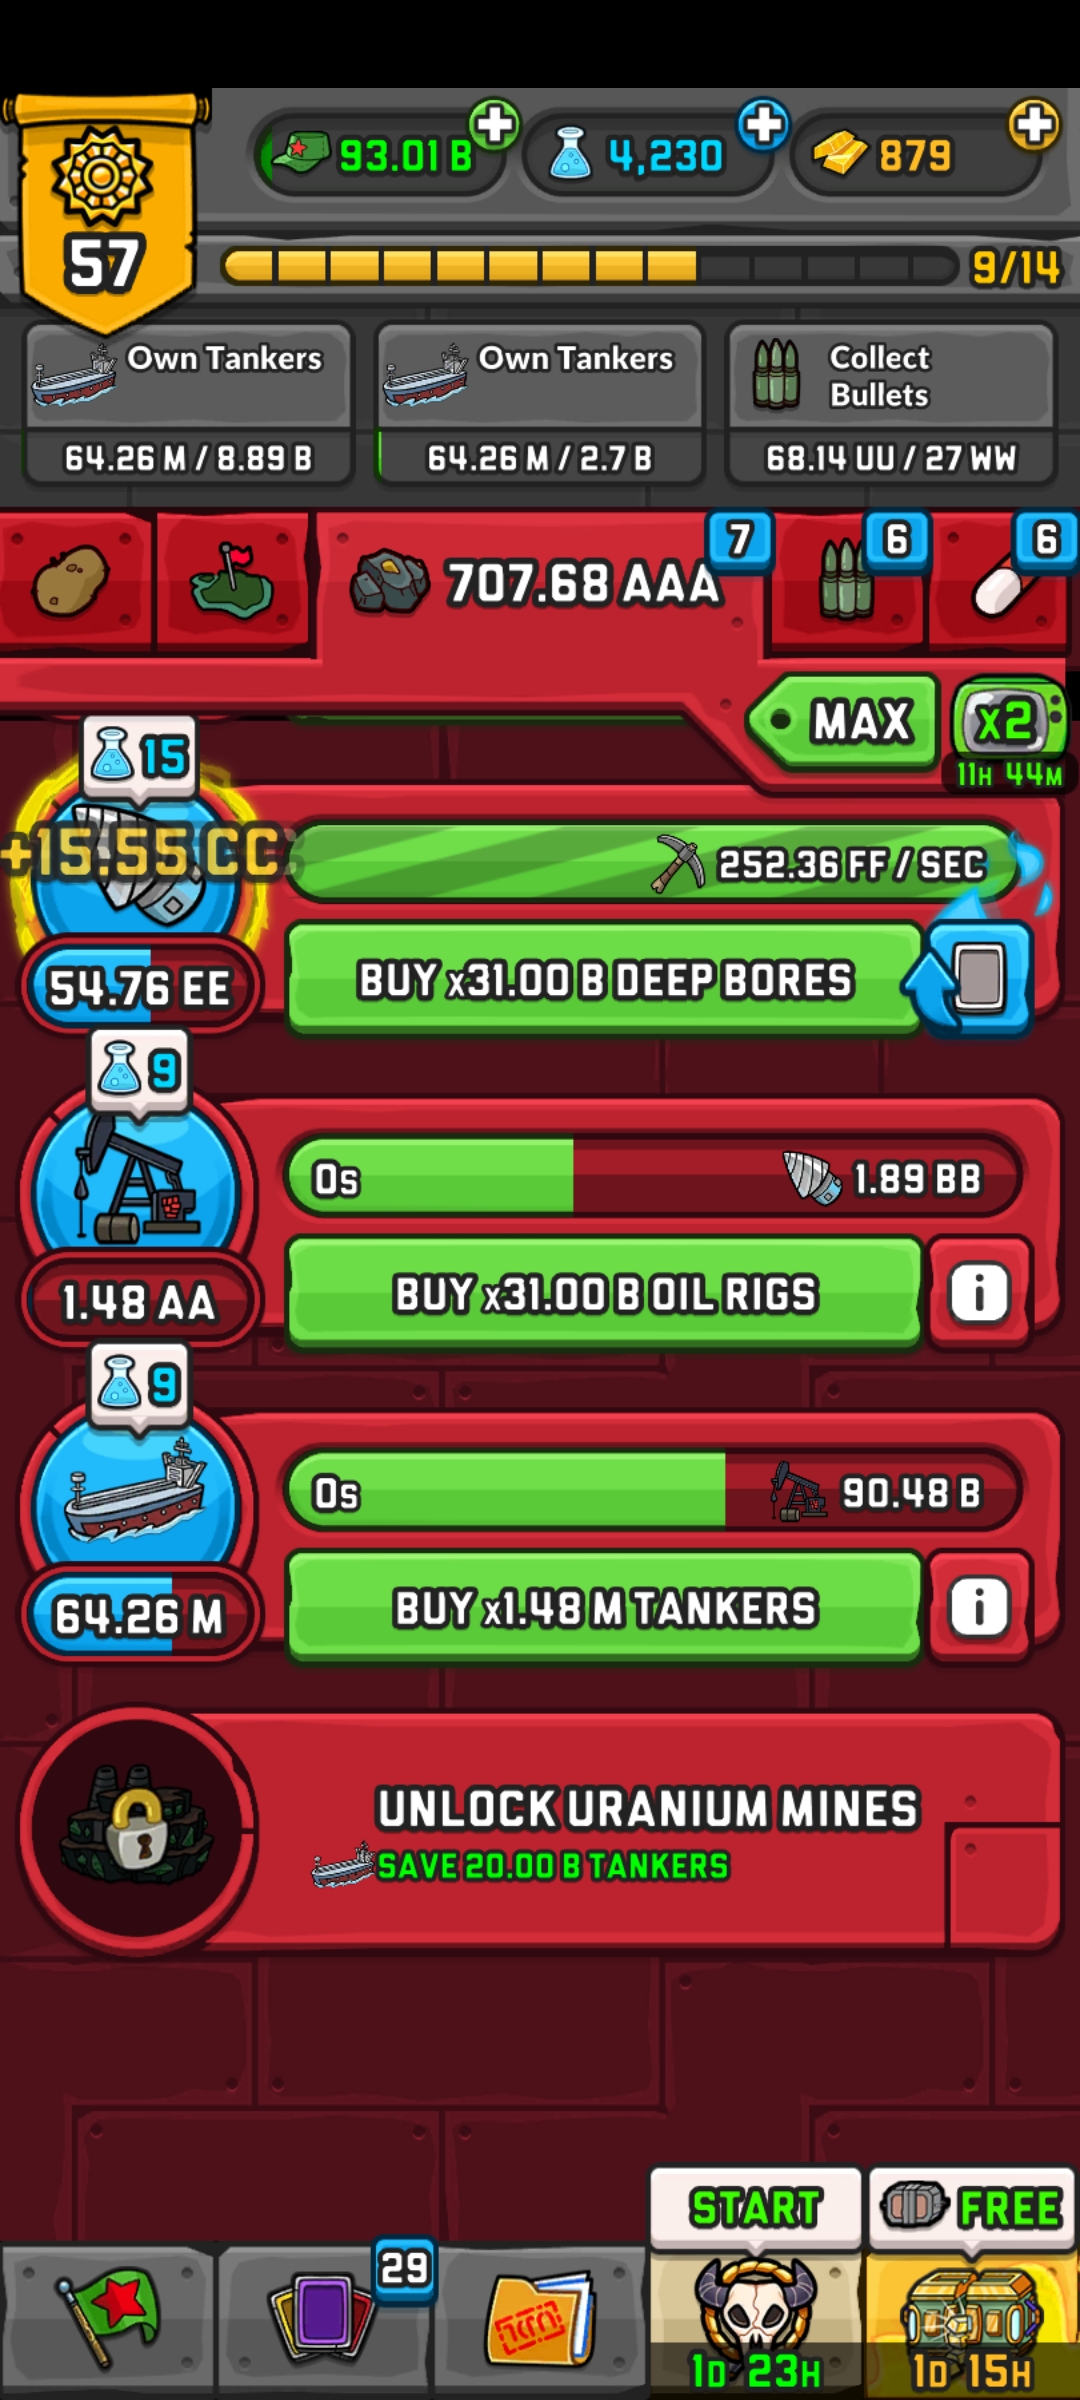 93.01 B
4,230
879
57
9/14
Own Tankers
64.26 M / 8.89 B
Own Tankers
64.26 M / 2.7 B
Collect
Bullets
68.14 UU / 27 WW
707.68 AAA
7
6
6
MAX
x2
11H 44M
15
+15.55 CC
252.36 FF / SEC
54.76 EE
BUY x31.00 B DEEP BORES
9
0s
1.89 BB
1.48 AA
BUY x31.00 B OIL RIGS
i
9
0s
90.48 B
64.26 M
BUY x1.48 M TANKERS
i
UNLOCK URANIUM MINES
SAVE 20.00 B TANKERS
29
START
1D 23H
FREE
1D 15H